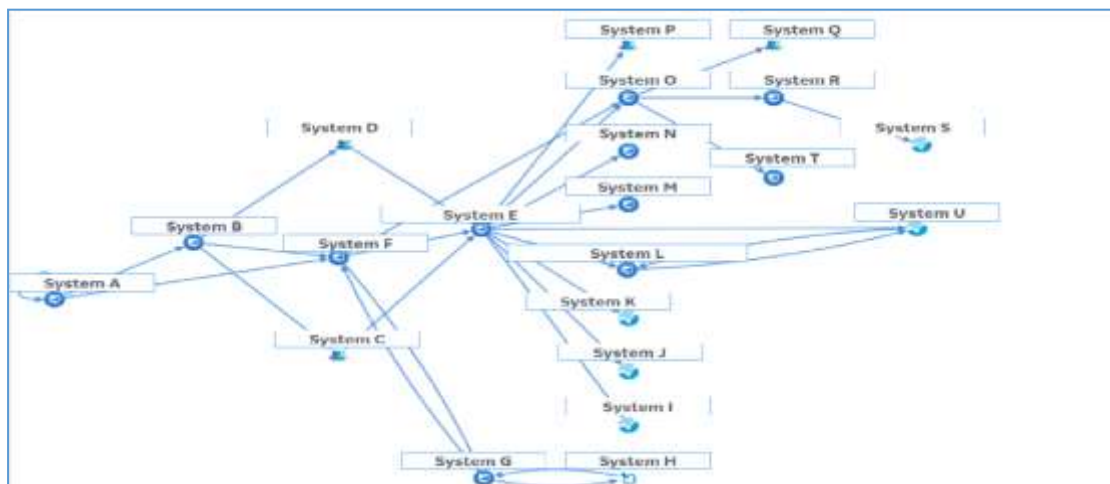 System P
System Q
System O
System R
System D
System N
System S
System T
System M
System E
System U
System B
System F
System L
System A
System K
System C
System J
System I
System G
System H